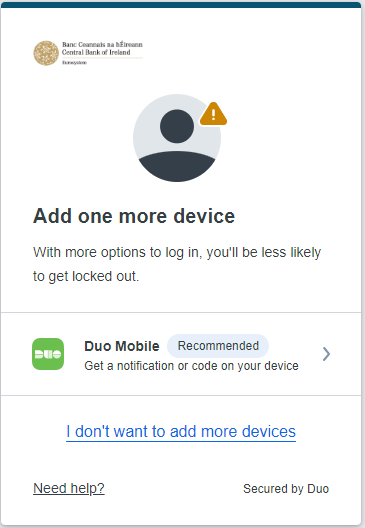 Banc Ceannais na hÉireann
Central Bank of Ireland
Eurosystem
Add one more device
With more options to log in, you'll be less likely
to get locked out.
DUO
Duo Mobile Recommended
Get a notification or code on your device
I don't want to add more devices
Need help? Secured by Duo